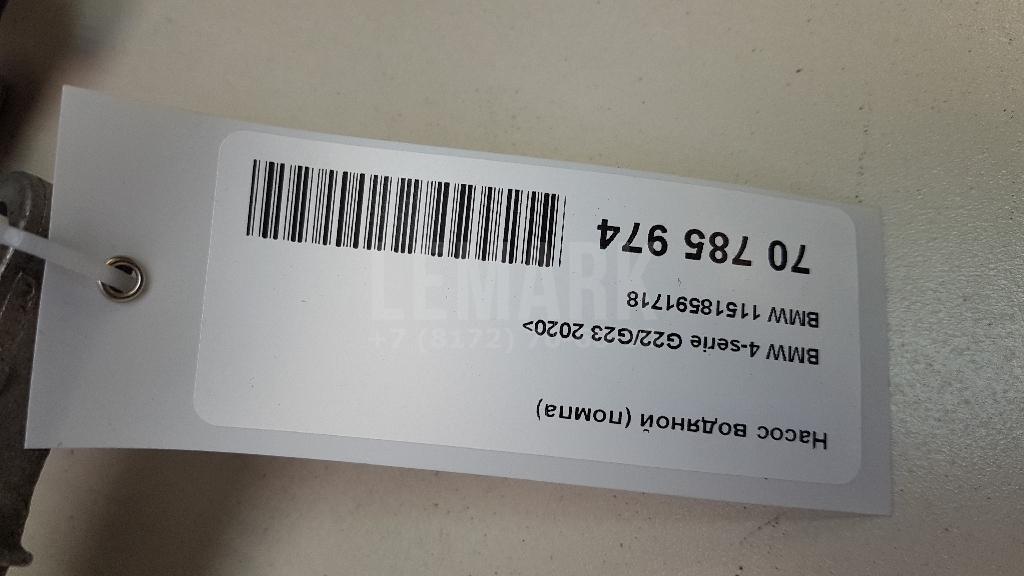 70 785 974
BMW 11518591718
BMW 4-serie G22/G23 2020>
Насос водяной (помпа)
LEMARK
+7 (8172)